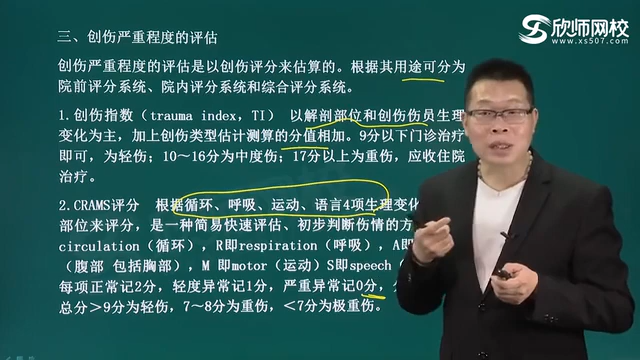 欣师网校
www.xs507.com
三、创伤严重程度的评估
创伤严重程度的评估是以创伤评分来估算的。根据其用途可分为
院前评分系统、院内评分系统和综合评分系统。
1.创伤指数（trauma index，TI） 以解剖部位和创伤伤员生理
变化为主，加上创伤类型估计测算的分值相加。9分以下门诊治疗
即可，为轻伤；10～16分为中度伤；17分以上为重伤，应收住院
治疗。
2.CRAMS评分 根据循环、呼吸、运动、语言4项生理变化
部位来评分，是一种简易快速评估、初步判断伤情的方
circulation（循环），R即respiration（呼吸），A即
（腹部 包括胸部），M 即motor（运动）S即speech（
每项正常记2分，轻度异常记1分，严重异常记0分，
总分＞9分为轻伤，7～8分为重伤，＜7分为极重伤。